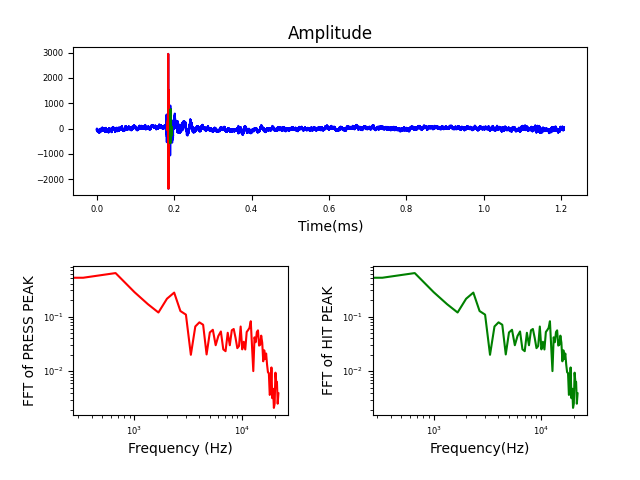 Amplitude
3000
2000
1000
0
−1000
−2000
0.0 0.2 0.4 0.6 0.8 1.0 1.2
Time(ms)
FFT of PRESS PEAK
10⁻¹
10⁻²
10³ 10⁴
Frequency (Hz)
FFT of HIT PEAK
10⁻¹
10⁻²
10³ 10⁴
Frequency(Hz)